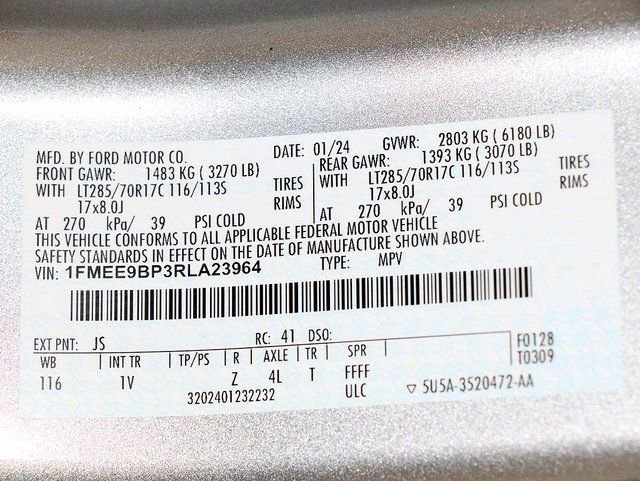 MFD. BY FORD MOTOR CO. DATE: 01/24 GVWR: 2803 KG ( 6180 LB)
FRONT GAWR: 1483 KG ( 3270 LB) REAR GAWR: 1393 KG ( 3070 LB)
WITH LT285/70R17C 116/113S TIRES WITH LT285/70R17C 116/113S TIRES
17x8.0J RIMS 17x8.0J RIMS
AT 270 kPa/ 39 PSI COLD AT 270 kPa/ 39 PSI COLD
THIS VEHICLE CONFORMS TO ALL APPLICABLE FEDERAL MOTOR VEHICLE
SAFETY STANDARDS IN EFFECT ON THE DATE OF MANUFACTURE SHOWN ABOVE.
VIN: 1FMEE9BP3RLA23964 TYPE: MPV
EXT PNT: JS RC: 41 DSO: F0128
WB INT TR TP/PS R AXLE TR SPR T0309
116 1V Z 4L T FFFF
3202401232232 ULC ▽ 5U5A-3520472-AA